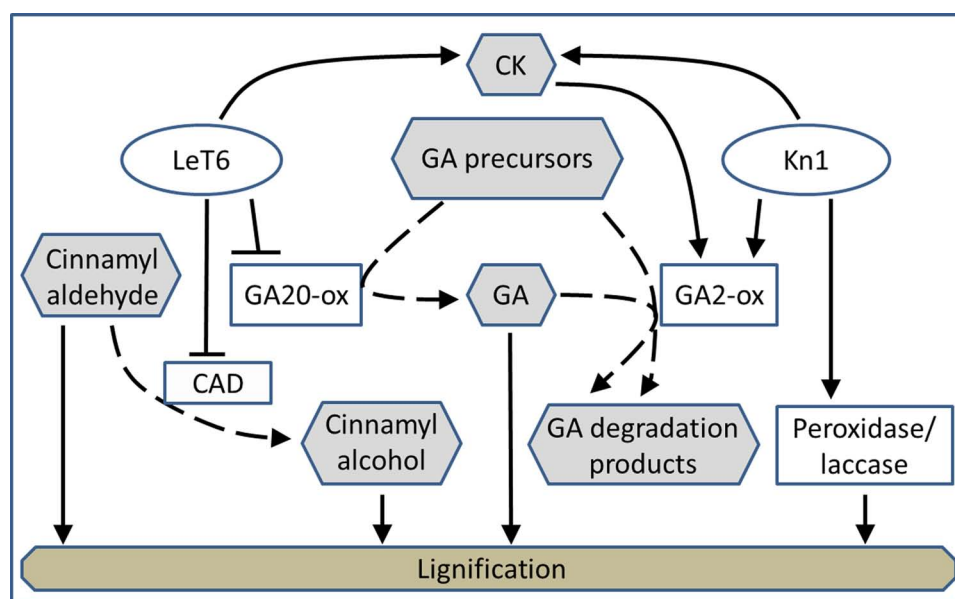 CK
LeT6
GA precursors
Kn1
Cinnamyl
aldehyde
GA20-ox
GA
GA2-ox
CAD
Cinnamyl
alcohol
GA degradation
products
Peroxidase/
laccase
Lignification